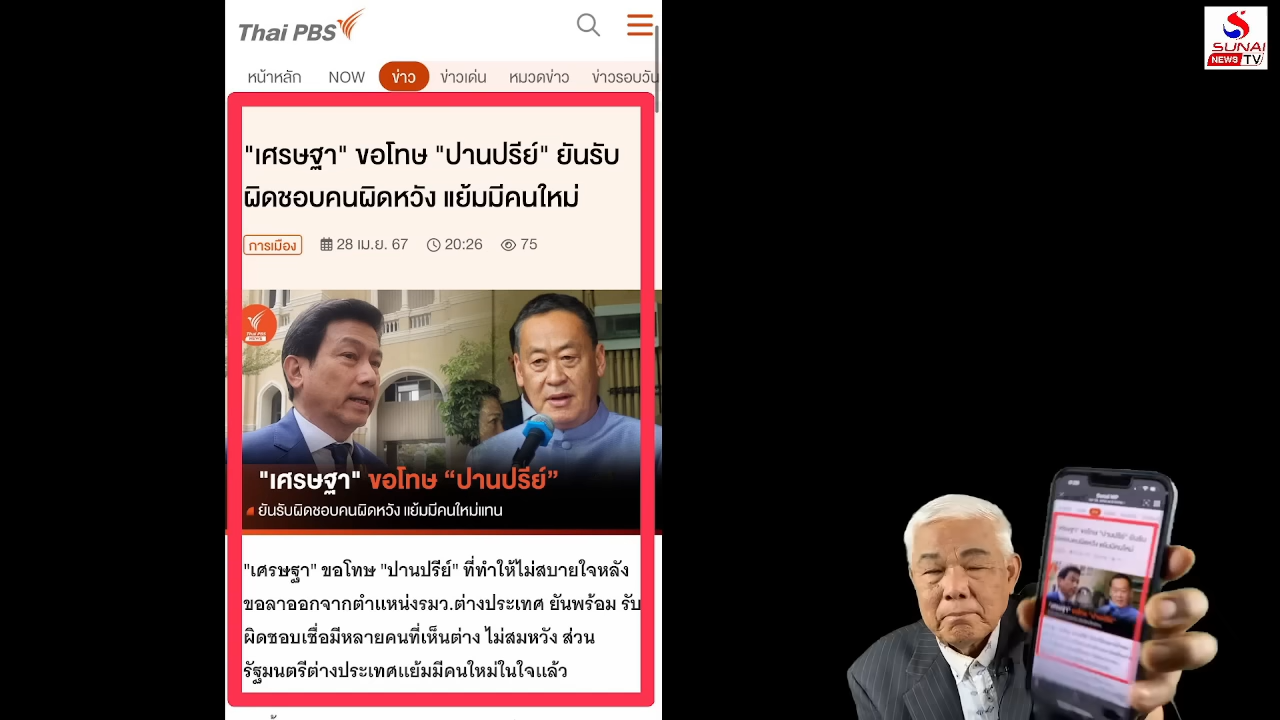 Thai PBS
หน้าหลัก NOW ข่าว ข่าวเด่น หมวดข่าว ข่าวรอบวัน
"เศรษฐา" ขอโทษ "ปานปรีย์" ยันรับ
ผิดชอบคนผิดหวัง แย้มมีคนใหม่
การเมือง 28 เม.ย. 67 20:26 75
Thai PBS
NEWS
"เศรษฐา" ขอโทษ “ปานปรีย์”
ยันรับผิดชอบคนผิดหวัง แย้มมีคนใหม่แทน
"เศรษฐา" ขอโทษ "ปานปรีย์" ที่ทำให้ไม่สบายใจหลัง
ขอลาออกจากตำแหน่งรมว.ต่างประเทศ ยันพร้อม รับ
ผิดชอบเชื่อมีหลายคนที่เห็นต่าง ไม่สมหวัง ส่วน
รัฐมนตรีต่างประเทศแย้มมีคนใหม่ในใจแล้ว
SUNAI
NEWS TV